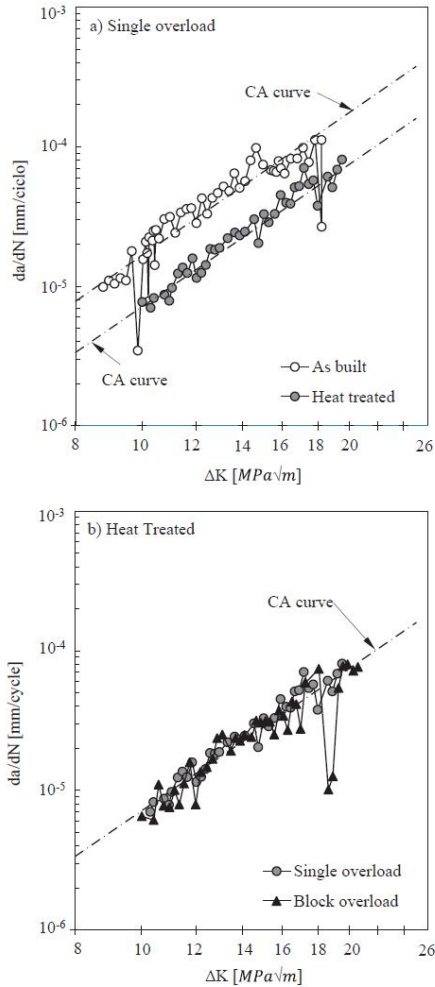 a) Single overload
10-3
CA curve
10-4
da/dN [mm/ciclo]
10-5
CA curve
As built
Heat treated
10-6
8 10 12 14 16 18 20 26
ΔK [MPa√m]
10-3
b) Heat Treated
CA curve
10-4
da/dN [mm/cycle]
10-5
Single overload
Block overload
10-6
8 10 12 14 16 18 20 26
ΔK [MPa√m]